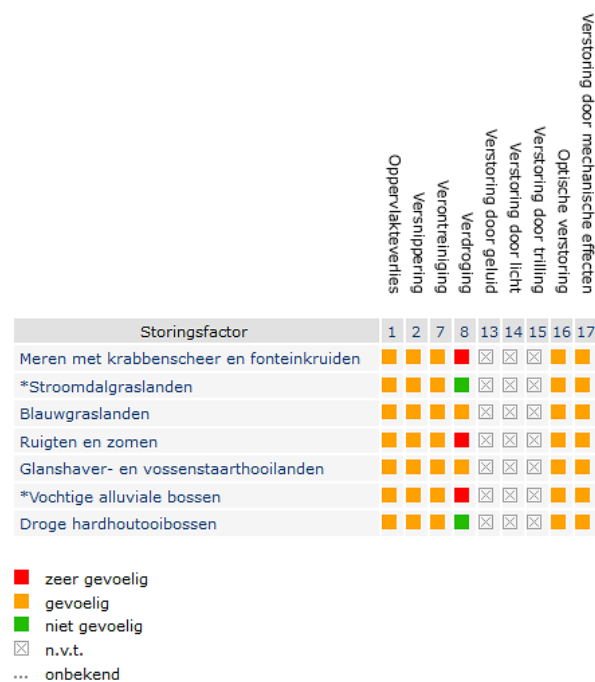 Oppervlakteverlies
Versnippering
Verontreiniging
Verdroging
Verstoring door geluid
Verstoring door licht
Verstoring door trilling
Optische verstoring
Verstoring door mechanische effecten
Storingsfactor 1 2 7 8 13 14 15 16 17
Meren met krabbenscheer en fonteinkruiden
*Stroomdalgraslanden
Blauwgraslanden
Ruigten en zomen
Glanshaver- en vossenstaarthooilanden
*Vochtige alluviale bossen
Droge hardhoutooibossen
zeer gevoelig
gevoelig
niet gevoelig
n.v.t.
... onbekend